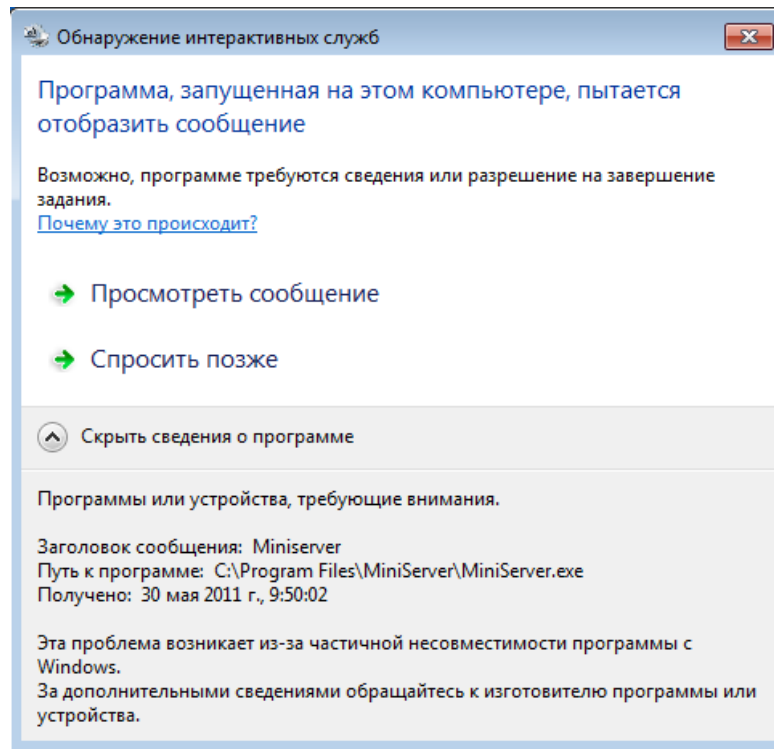 Обнаружение интерактивных служб
Программа, запущенная на этом компьютере, пытается
отобразить сообщение
Возможно, программе требуются сведения или разрешение на завершение
задания.
Почему это происходит?
Просмотреть сообщение
Спросить позже
Скрыть сведения о программе
Программы или устройства, требующие внимания.
Заголовок сообщения: Miniserver
Путь к программе: C:\Program Files\MiniServer\MiniServer.exe
Получено: 30 мая 2011 г., 9:50:02
Эта проблема возникает из-за частичной несовместимости программы с
Windows.
За дополнительными сведениями обращайтесь к изготовителю программы или
устройства.